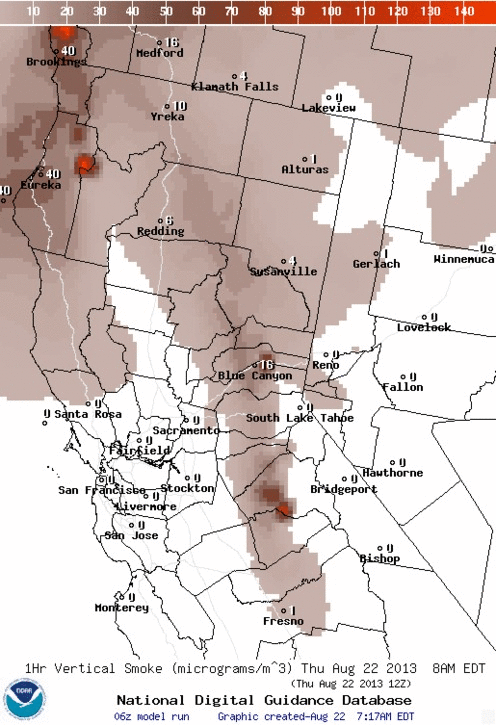 10 20 30 40 50 60 70 80 90 100 110 120 130 140
40 Brookings
16 Medford
4 Klamath Falls
10 Yreka
0 Lakeview
1 Alturas
40 Eureka
40
6 Redding
4 Susanville
1 Gerlach
0 Winnemuca
0 Lovelock
16 Blue Canyon
0 Reno
0 Fallon
0 Santa Rosa
0
0 Sacramento
0 South Lake Tahoe
0 Fairfield
0 Hawthorne
0 San Francisco
0 Stockton
0 Livermore
0 Bridgeport
0 San Jose
0 Bishop
0 Monterey
1 Fresno
1Hr Vertical Smoke (micrograms/m^3) Thu Aug 22 2013 8AM EDT
(Thu Aug 22 2013 12Z)
NOAA
National Digital Guidance Database
06z model run Graphic created-Aug 22 7:17AM EDT